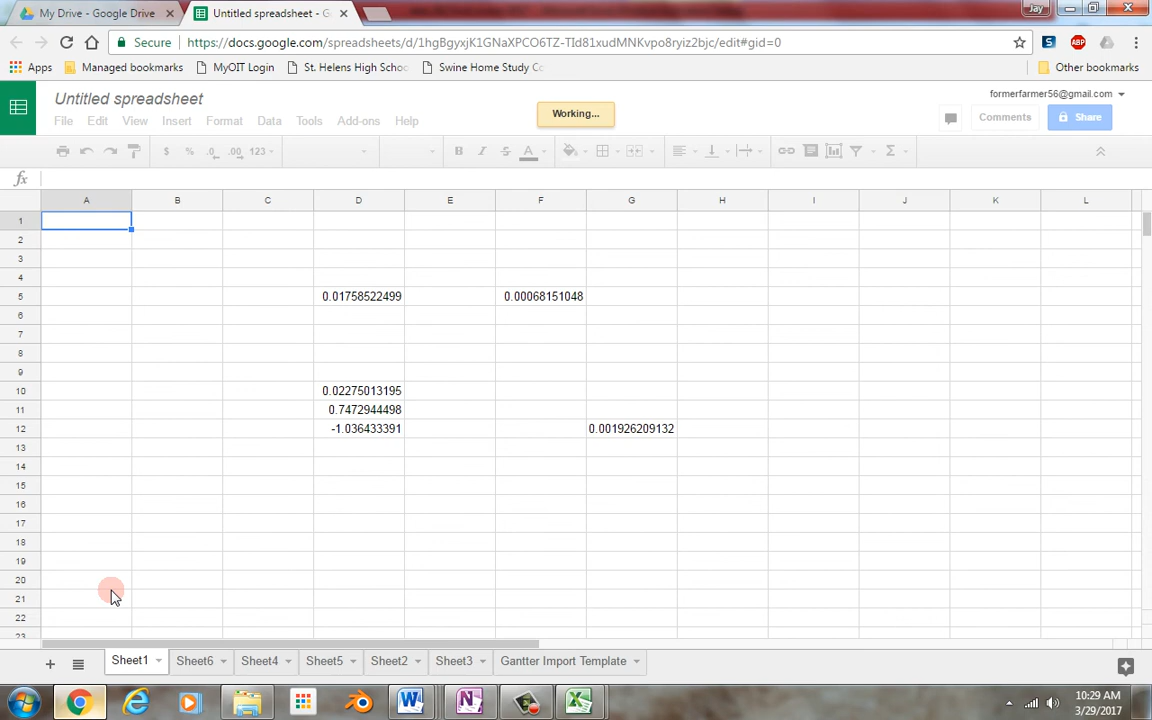 My Drive - Google Drive
Untitled spreadsheet - G
Jay
Secure
https://docs.google.com/spreadsheets/d/1hgBgyxjK1GNaXPCO6TZ-TId81xudMNKvpo8ryiz2bjc/edit#gid=0
ABP
Apps
Managed bookmarks
MyOIT Login
St. Helens High Schoo
Swine Home Study Co
Other bookmarks
Untitled spreadsheet
Working...
formerfarmer56@gmail.com
File Edit View Insert Format Data Tools Add-ons Help
Comments
Share
$ % .0 .00 123
B I S A
fx
A B C D E F G H I J K L
1
2
3
4
5 0.01758522499 0.00068151048
6
7
8
9
10 0.02275013195
11 0.7472944498
12 -1.036433391 0.001926209132
13
14
15
16
17
18
19
20
21
22
23
Sheet1 Sheet6 Sheet4 Sheet5 Sheet2 Sheet3 Gantter Import Template
10:29 AM
3/29/2017